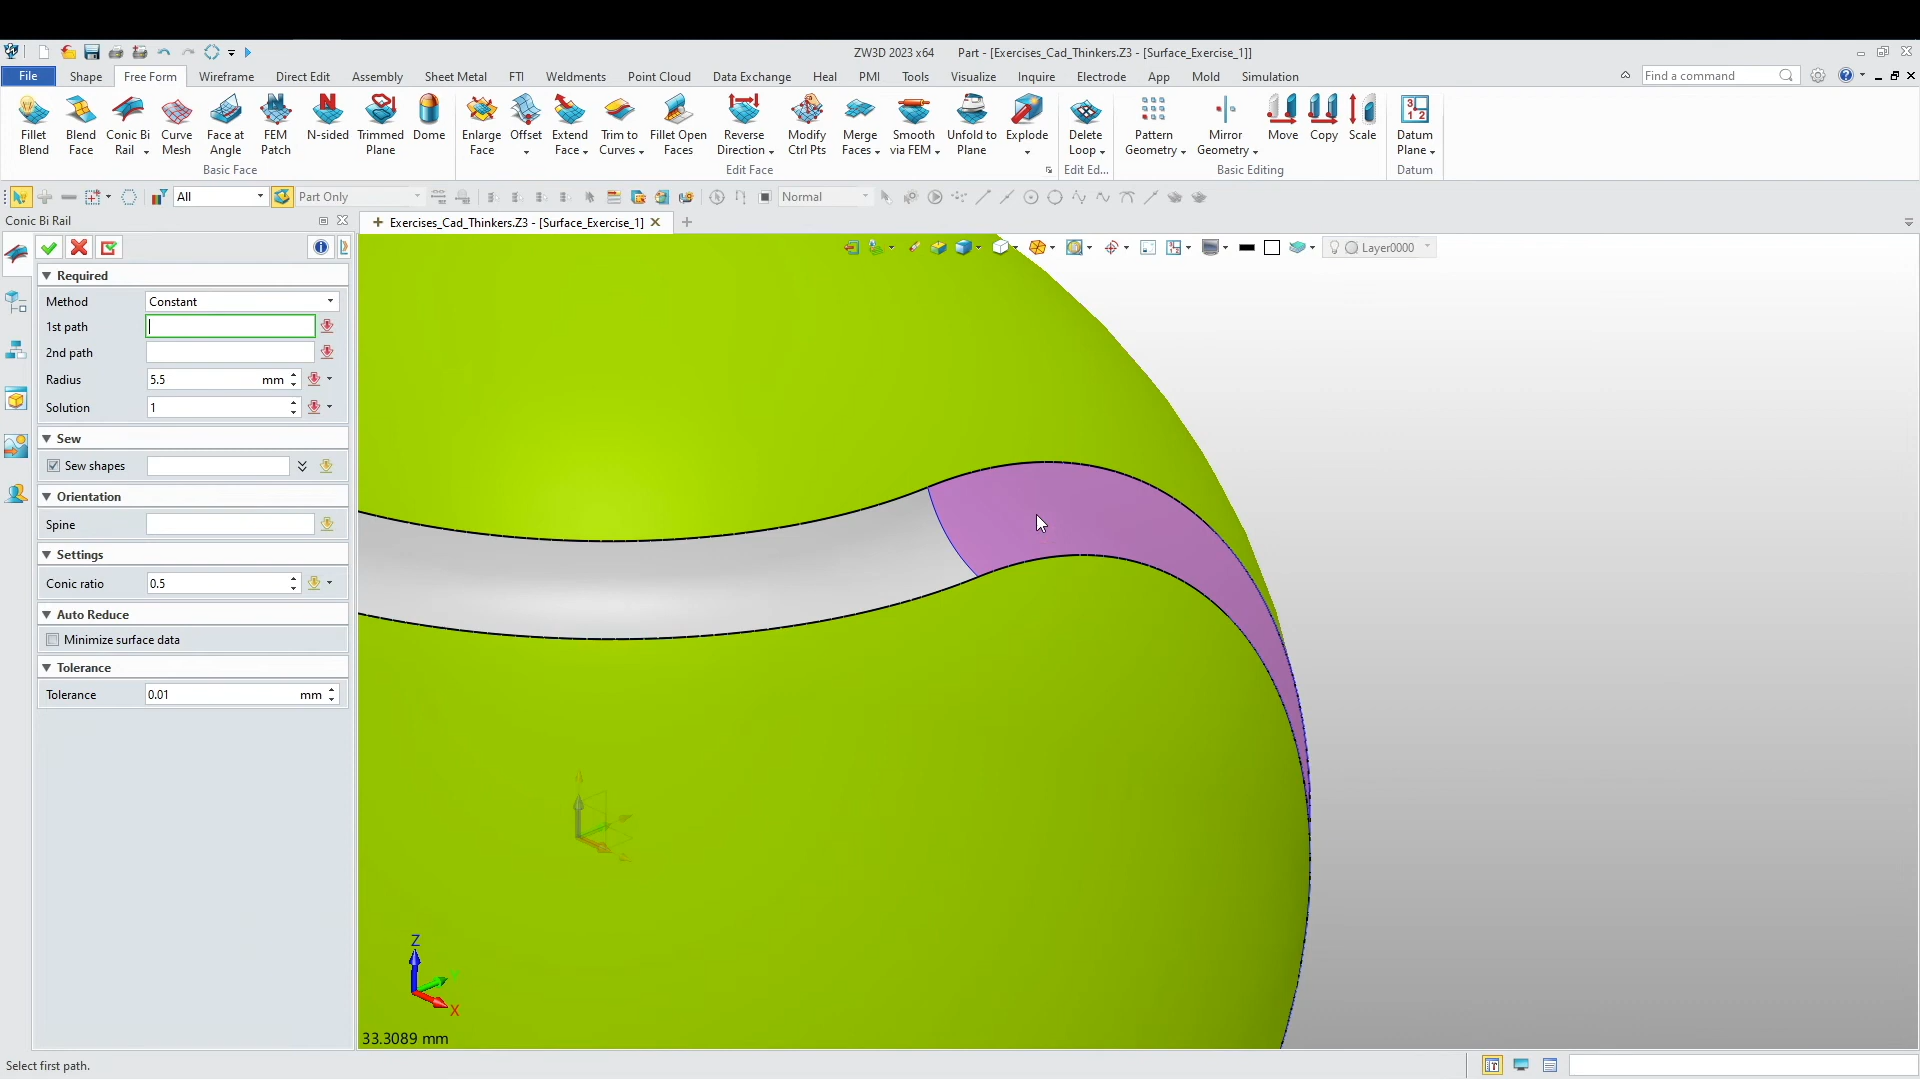 ZW3D 2023 x64 Part - [Exercises_Cad_Thinkers.Z3 - [Surface_Exercise_1]]
File Shape Free Form Wireframe Direct Edit Assembly Sheet Metal FTI Weldments Point Cloud Data Exchange Heal PMI Tools Visualize Inquire Electrode App Mold Simulation Find a command
Fillet Blend
Blend Face
Conic Bi Rail
Curve Mesh
Face at Angle
FEM Patch
N-sided
Trimmed Plane
Dome
Enlarge Face
Offset
Extend Face
Trim to Curves
Fillet Open Faces
Reverse Direction
Modify Ctrl Pts
Merge Faces
Smooth via FEM
Unfold to Plane
Explode
Delete Loop
Pattern Geometry
Mirror Geometry
Move
Copy
Scale
Datum Plane
Basic Face Edit Face Edit Ed... Basic Editing Datum
All Part Only Normal
Conic Bi Rail
Exercises_Cad_Thinkers.Z3 - [Surface_Exercise_1]
Layer0000
Required
Method Constant
1st path
2nd path
Radius 5.5 mm
Solution 1
Sew
Sew shapes
Orientation
Spine
Settings
Conic ratio 0.5
Auto Reduce
Minimize surface data
Tolerance
Tolerance 0.01 mm
Z
X
33.3089 mm
Select first path.